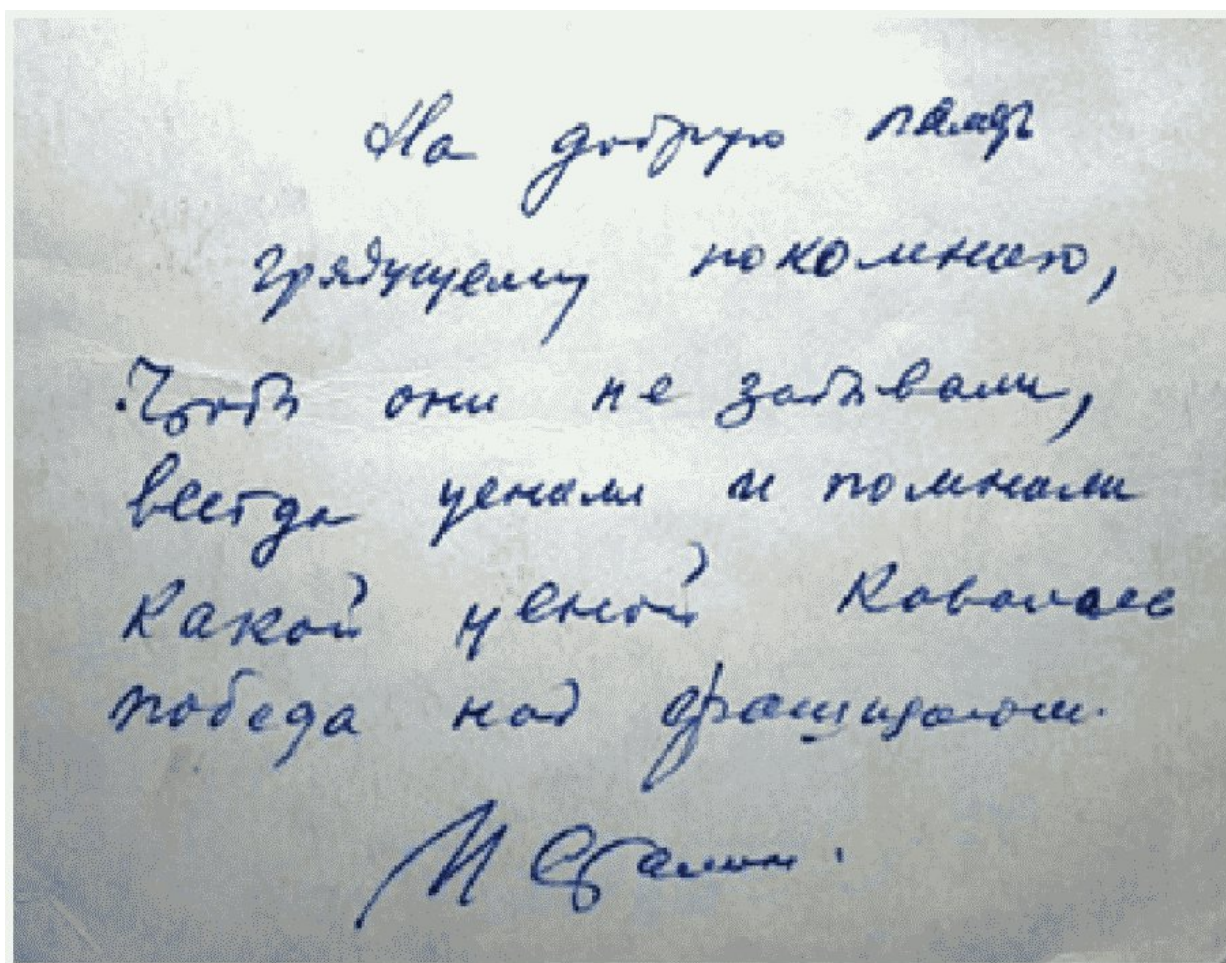 На добрую память
грядущему поколению,
Чтобы они не забывали,
всегда ценили и помнили
какой ценой ковалась
победа над фашизмом.
И Сталин.